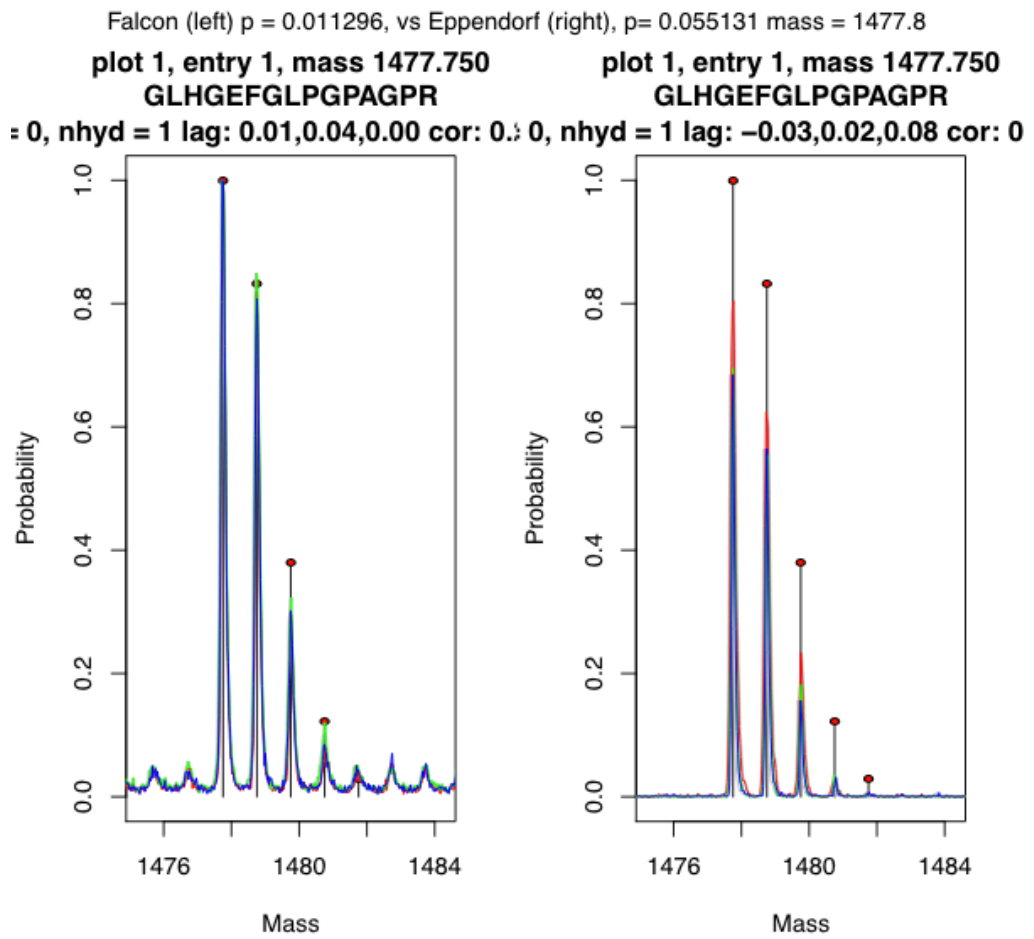 Falcon (left) p = 0.011296, vs Eppendorf (right), p= 0.055131 mass = 1477.8
plot 1, entry 1, mass 1477.750
GLHGEFGLPGPAGPR
= 0, nhyd = 1 lag: 0.01,0.04,0.00 cor: 0.
1.0
0.8
0.6
0.4
0.2
0.0
Probability
1476
1480
1484
Mass
plot 1, entry 1, mass 1477.750
GLHGEFGLPGPAGPR
0, nhyd = 1 lag: −0.03,0.02,0.08 cor: 0
1.0
0.8
0.6
0.4
0.2
0.0
Probability
1476
1480
1484
Mass